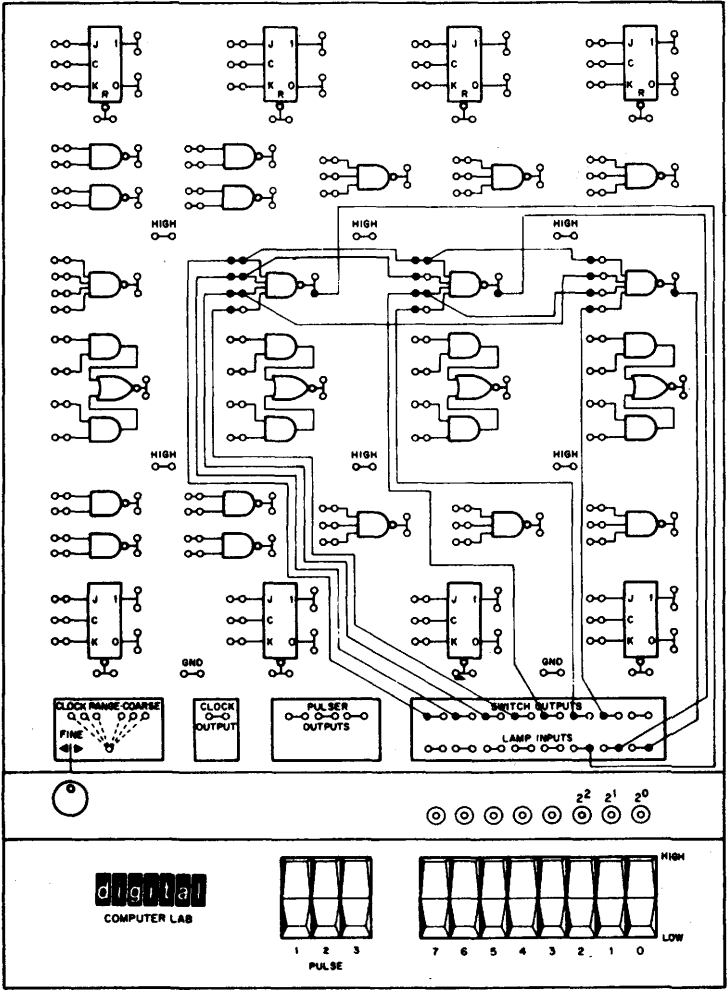 J 1 J 1 J 1 J 1
C C C C
K 0 K 0 K 0 K 0
R R R R
HIGH HIGH HIGH
HIGH HIGH HIGH
J 1 J 1 J 1 J 1
C C C C
K 0 K 0 K 0 K 0
GND GND
CLOCK RANGE-COARSE CLOCK PULSER SWITCH OUTPUTS
OUTPUT OUTPUTS
FINE LAMP INPUTS
2² 2¹ 2⁰
digital HIGH
COMPUTER LAB
LOW
1 2 3 7 6 5 4 3 2 1 0
PULSE